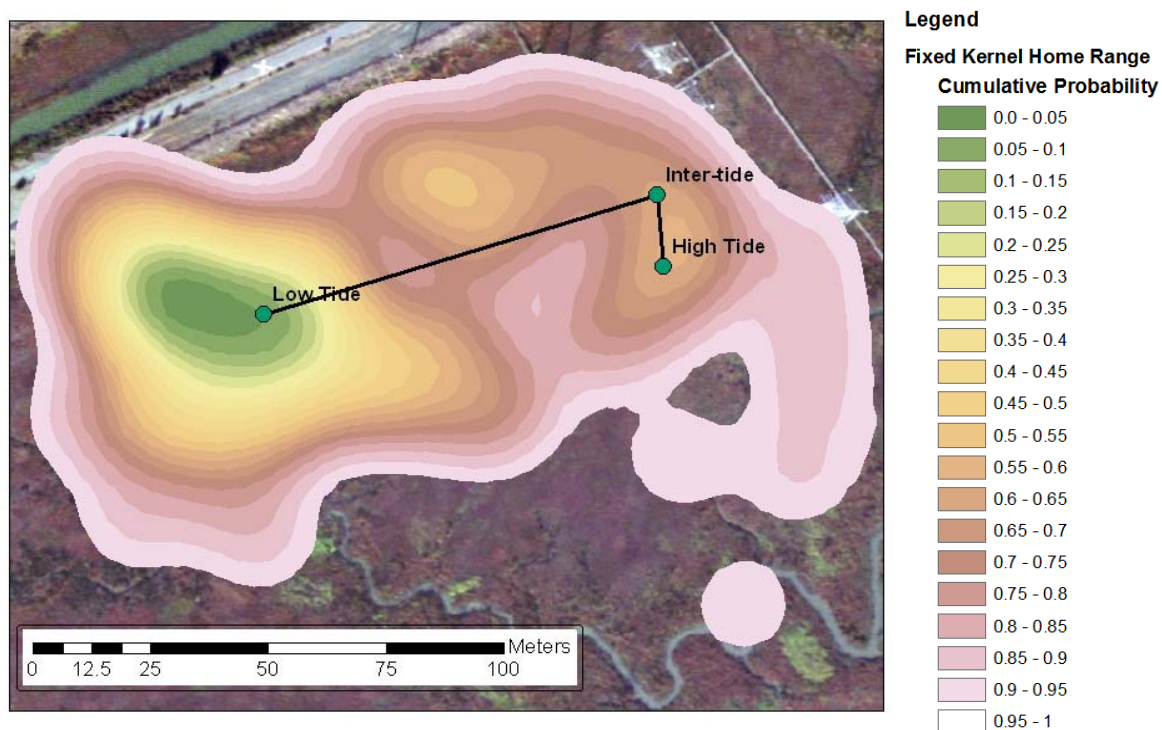 Legend
Fixed Kernel Home Range
Cumulative Probability
0.0 - 0.05
0.05 - 0.1
0.1 - 0.15
0.15 - 0.2
0.2 - 0.25
0.25 - 0.3
0.3 - 0.35
0.35 - 0.4
0.4 - 0.45
0.45 - 0.5
0.5 - 0.55
0.55 - 0.6
0.6 - 0.65
0.65 - 0.7
0.7 - 0.75
0.75 - 0.8
0.8 - 0.85
0.85 - 0.9
0.9 - 0.95
0.95 - 1
Inter-tide
High Tide
Low Tide
Meters
0 12.5 25 50 75 100